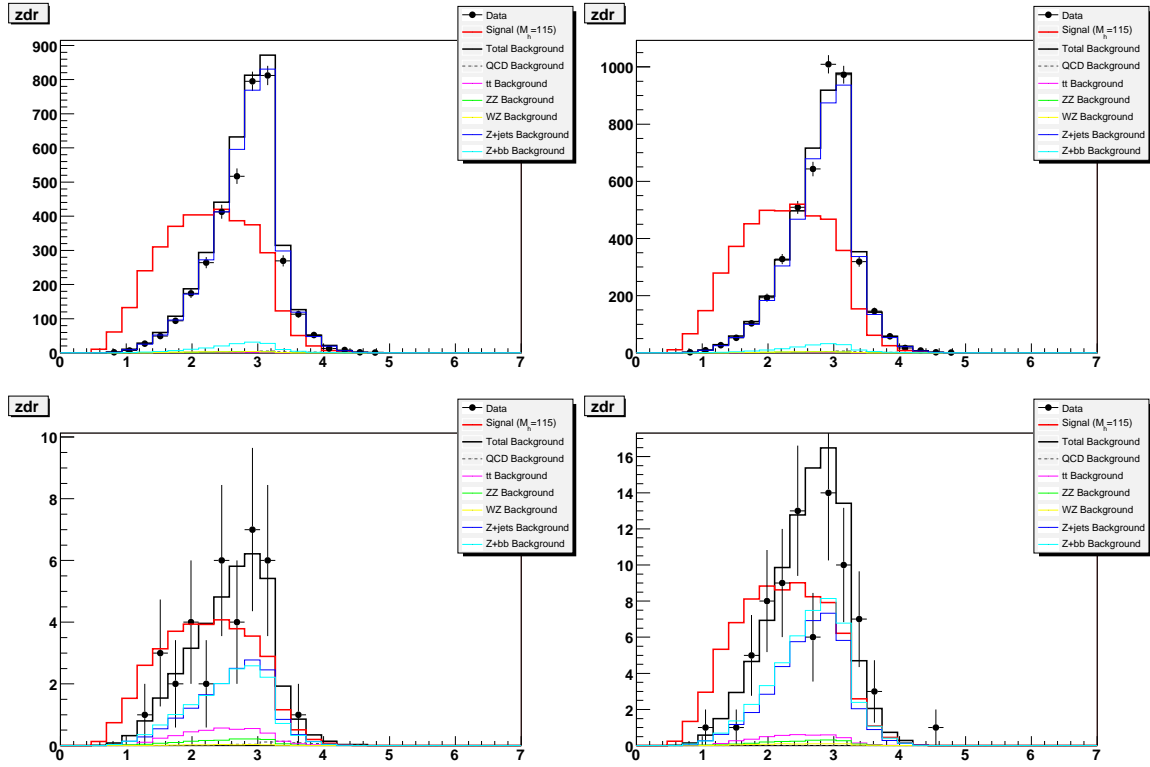 zdr
Data
Signal (M_h=115)
Total Background
QCD Background
tt Background
ZZ Background
WZ Background
Z+jets Background
Z+bb Background
900
800
700
600
500
400
300
200
100
0
0 1 2 3 4 5 6 7
zdr
Data
Signal (M_h=115)
Total Background
QCD Background
tt Background
ZZ Background
WZ Background
Z+jets Background
Z+bb Background
1000
800
600
400
200
0
0 1 2 3 4 5 6 7
zdr
Data
Signal (M_h=115)
Total Background
QCD Background
tt Background
ZZ Background
WZ Background
Z+jets Background
Z+bb Background
10
8
6
4
2
0
0 1 2 3 4 5 6 7
zdr
Data
Signal (M_h=115)
Total Background
QCD Background
tt Background
ZZ Background
WZ Background
Z+jets Background
Z+bb Background
16
14
12
10
8
6
4
2
0
0 1 2 3 4 5 6 7